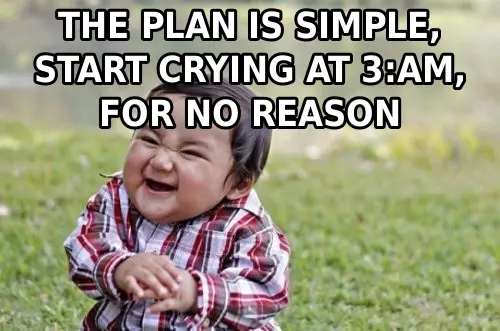 THE PLAN IS SIMPLE,
START CRYING AT 3:AM,
FOR NO REASON